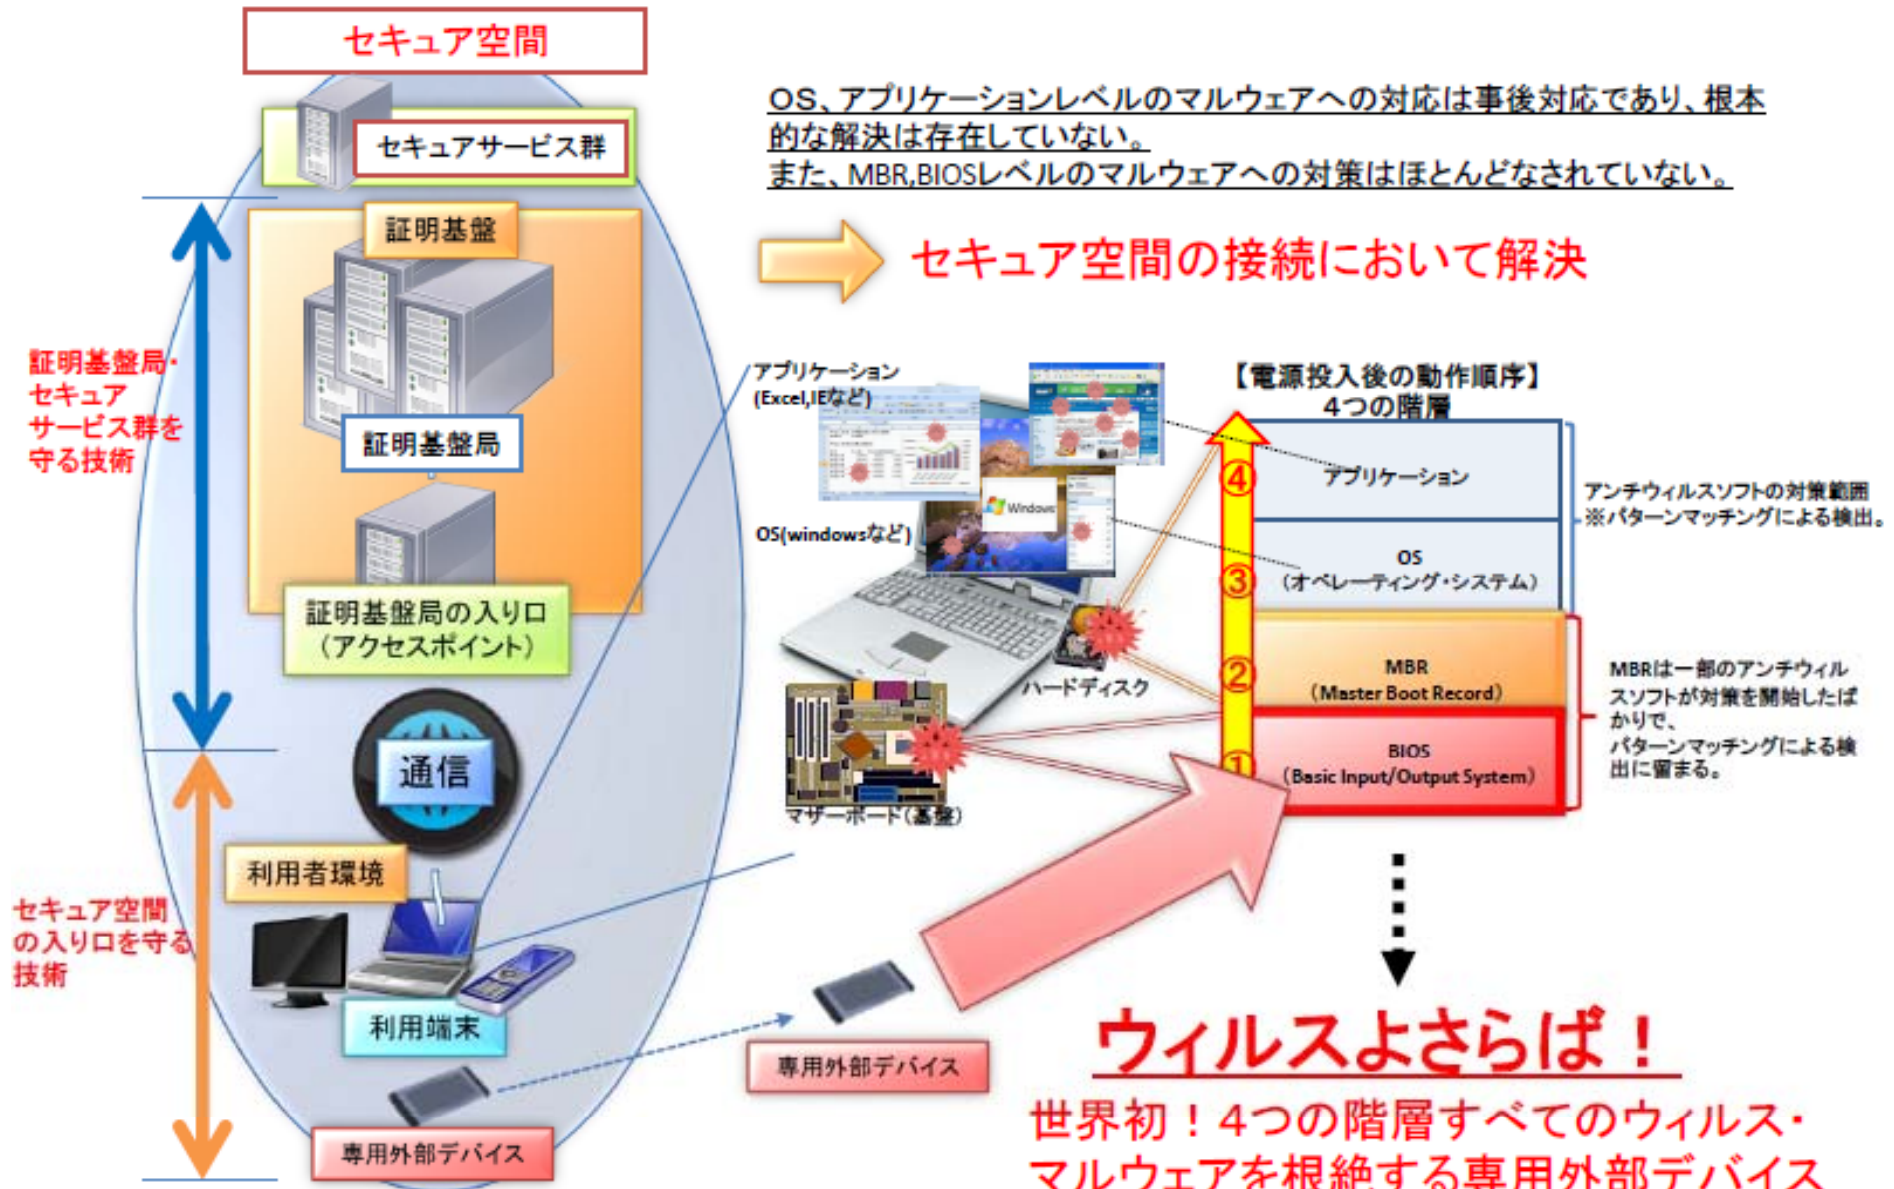 セキュア空間
セキュアサービス群
証明基盤
証明基盤局
証明基盤局の入り口
(アクセスポイント)
通信
利用者環境
利用端末
専用外部デバイス
証明基盤局・
セキュア
サービス群を
守る技術
セキュア空間
の入り口を守る
技術
OS、アプリケーションレベルのマルウェアへの対応は事後対応であり、根本
的な解決は存在していない。
また、MBR,BIOSレベルのマルウェアへの対策はほとんどなされていない。
セキュア空間の接続において解決
アプリケーション
(Excel,IEなど)
OS(windowsなど)
Windows
ハードディスク
マザーボード(基盤)
専用外部デバイス
【電源投入後の動作順序】
4つの階層
④
アプリケーション
③
OS
(オペレーティング・システム)
②
MBR
(Master Boot Record)
①
BIOS
(Basic Input/Output System)
アンチウィルスソフトの対策範囲
※パターンマッチングによる検出。
MBRは一部のアンチウィル
スソフトが対策を開始したば
かりで、
パターンマッチングによる検
出に留まる。
ウィルスよさらば!
世界初!4つの階層すべてのウィルス・
マルウェアを根絶する専用外部デバイス